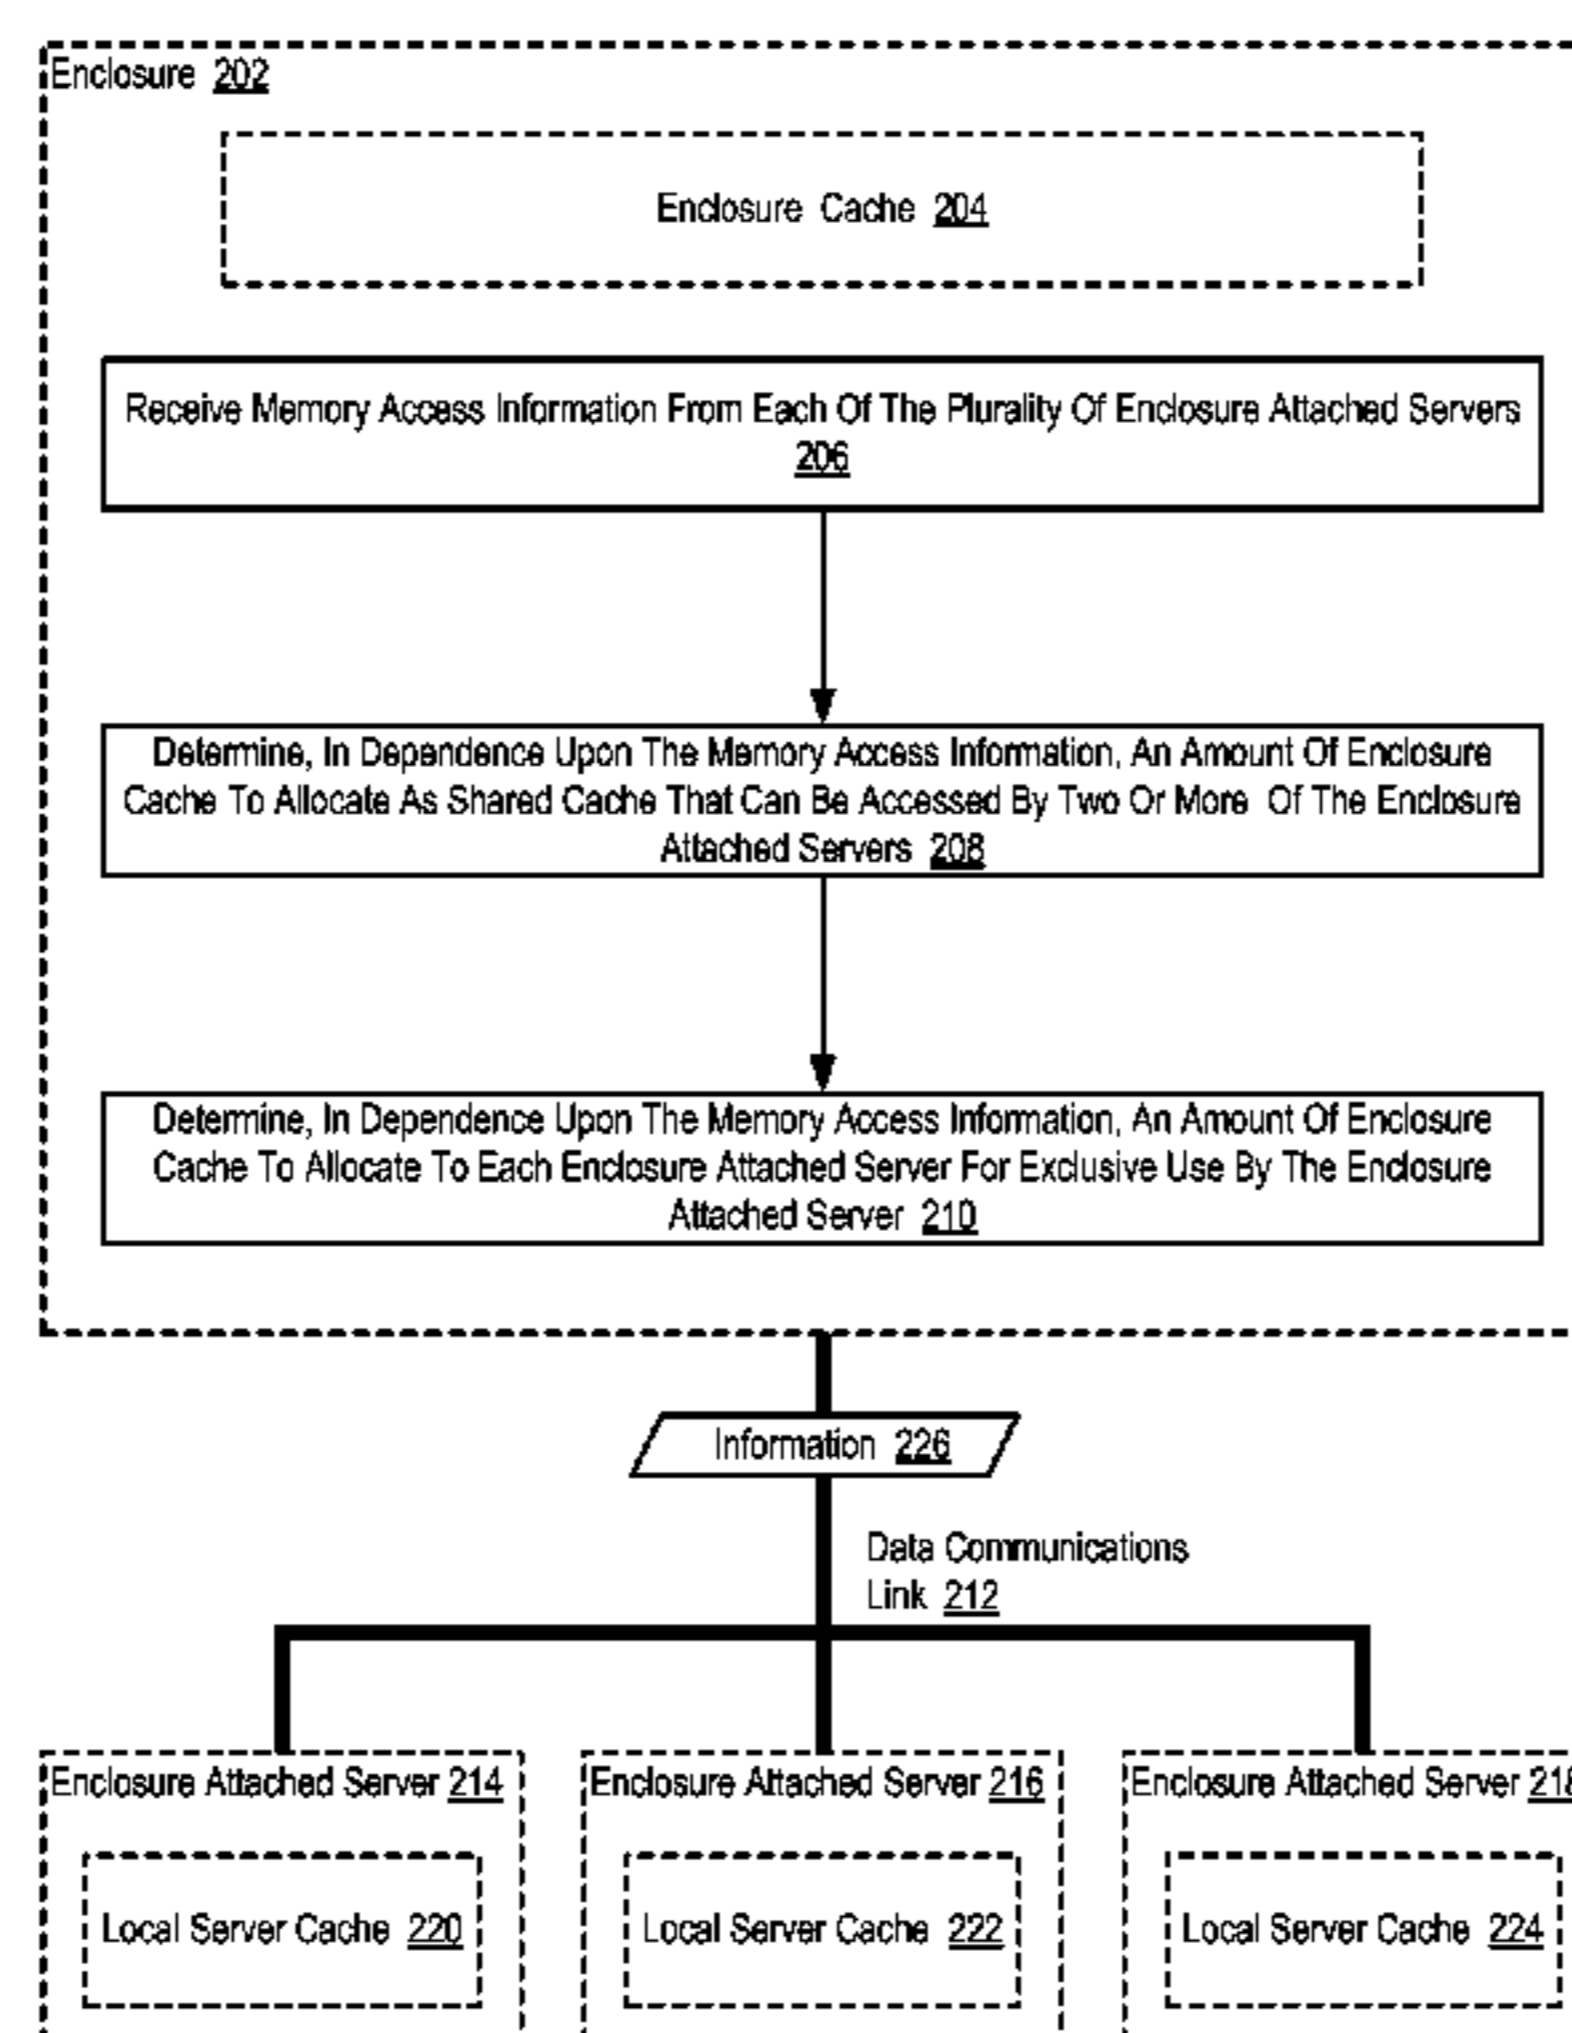 Enclosure 202
Enclosure Cache 204
Receive Memory Access Information From Each Of The Plurality Of Enclosure Attached Servers
206
Determine, In Dependence Upon The Memory Access Information, An Amount Of Enclosure
Cache To Allocate As Shared Cache That Can Be Accessed By Two Or More Of The Enclosure
Attached Servers 208
Determine, In Dependence Upon The Memory Access Information, An Amount Of Enclosure
Cache To Allocate To Each Enclosure Attached Server For Exclusive Use By The Enclosure
Attached Server 210
Information 226
Data Communications
Link 212
Enclosure Attached Server 214
Enclosure Attached Server 216
Enclosure Attached Server 218
Local Server Cache 220
Local Server Cache 222
Local Server Cache 224